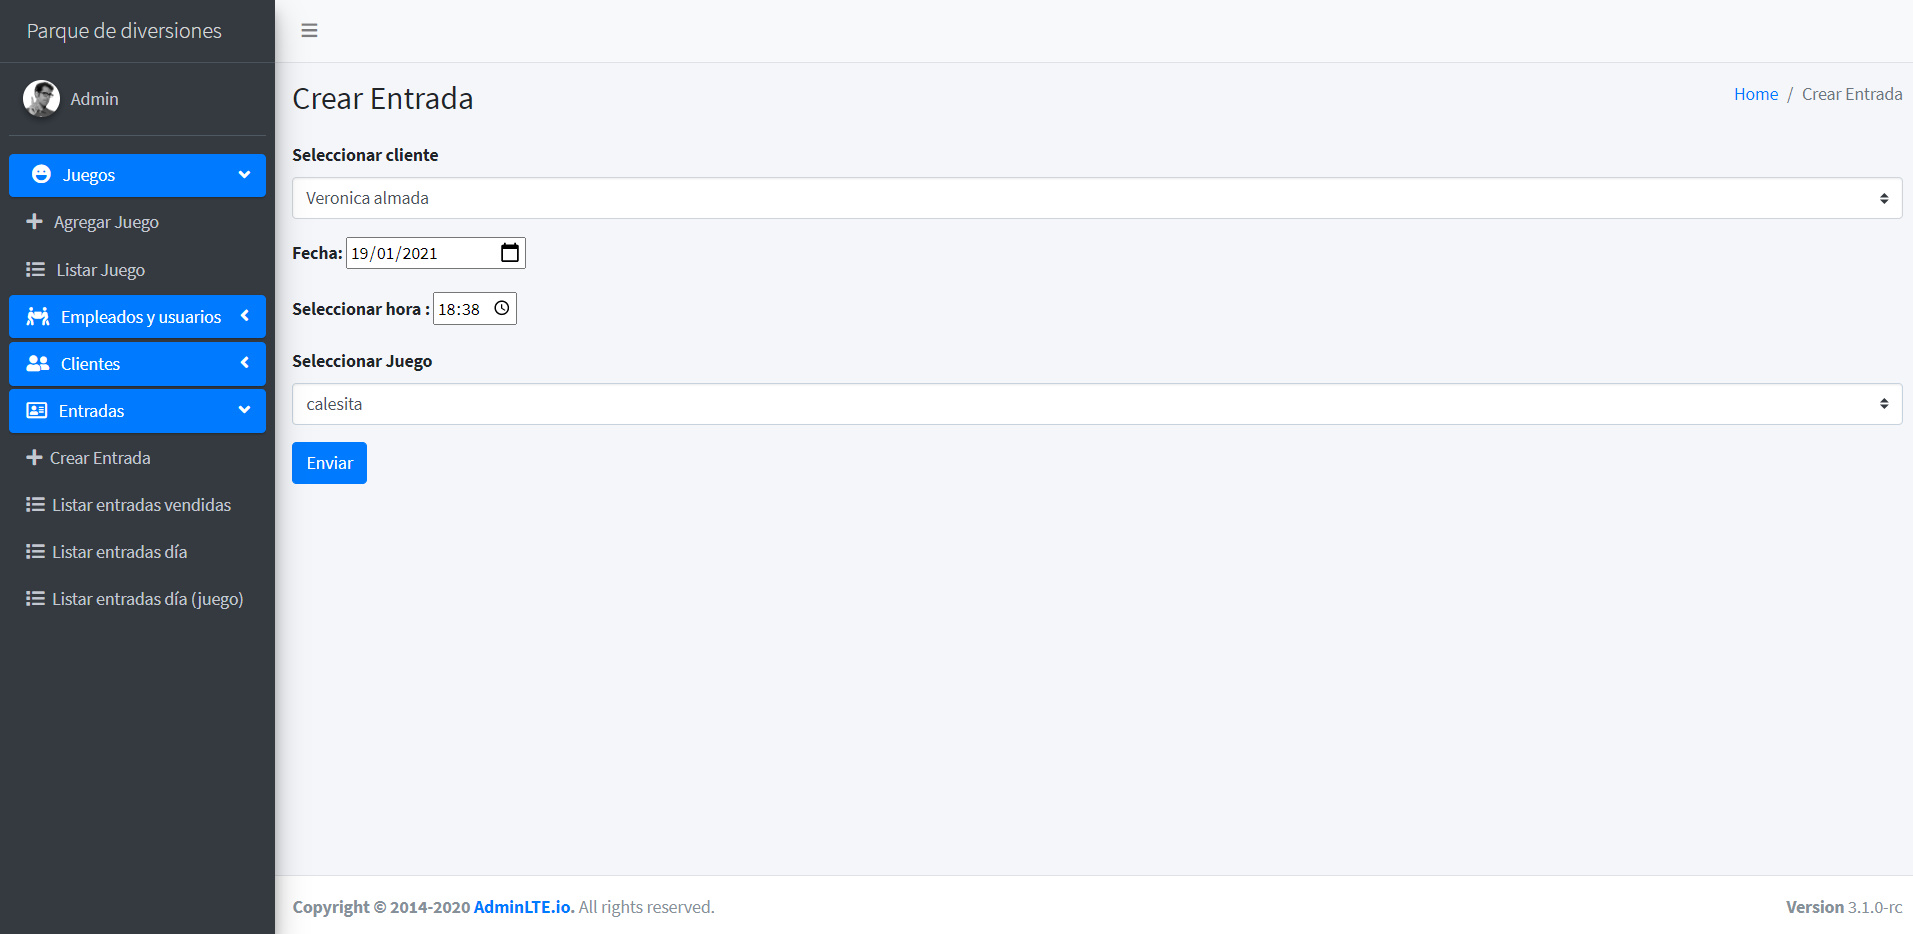 Parque de diversiones
Admin
Juegos
Agregar Juego
Listar Juego
Empleados y usuarios
Clientes
Entradas
Crear Entrada
Listar entradas vendidas
Listar entradas día
Listar entradas día (juego)
Crear Entrada
Home / Crear Entrada
Seleccionar cliente
Veronica almada
Fecha: 19/01/2021
Seleccionar hora : 18:38
Seleccionar Juego
calesita
Enviar
Copyright © 2014-2020 AdminLTE.io. All rights reserved.
Version 3.1.0-rc